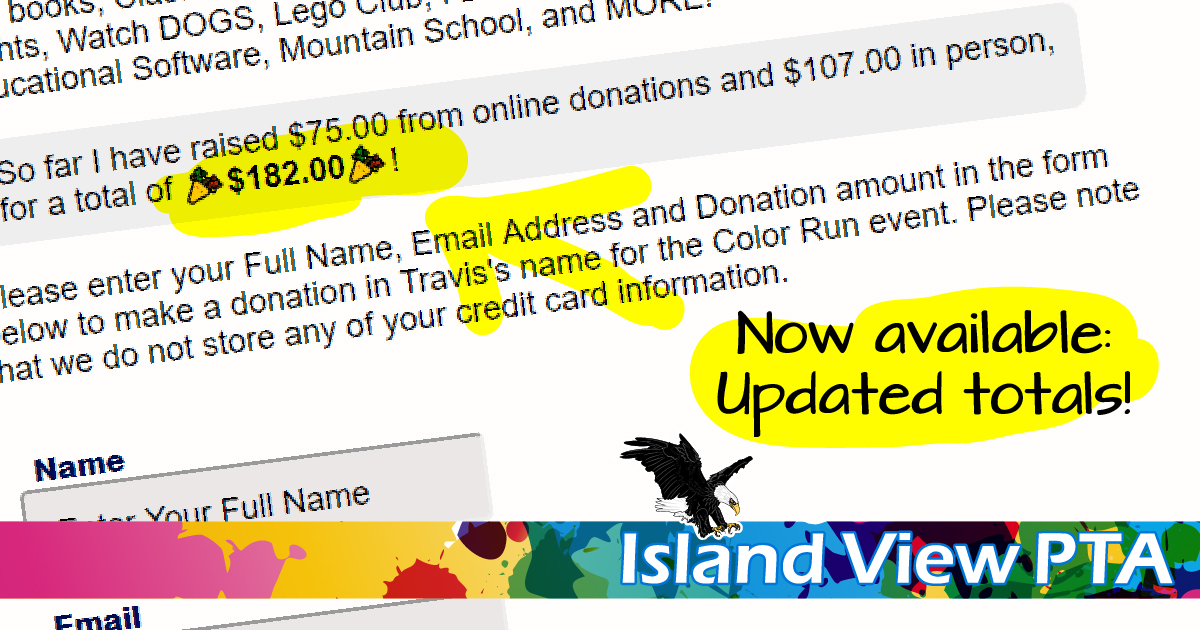 books,
nts, Watch DOGS, Lego Club,
ucational Software, Mountain School, and MORE!
So far I have raised $75.00 from online donations and $107.00 in person,
for a total of 🎉$182.00🎉!
lease enter your Full Name, Email Address and Donation amount in the form
elow to make a donation in Travis's name for the Color Run event. Please note
hat we do not store any of your credit card information.
Now available:
Updated totals!
Name
Enter Your Full Name
Island View PTA
Email